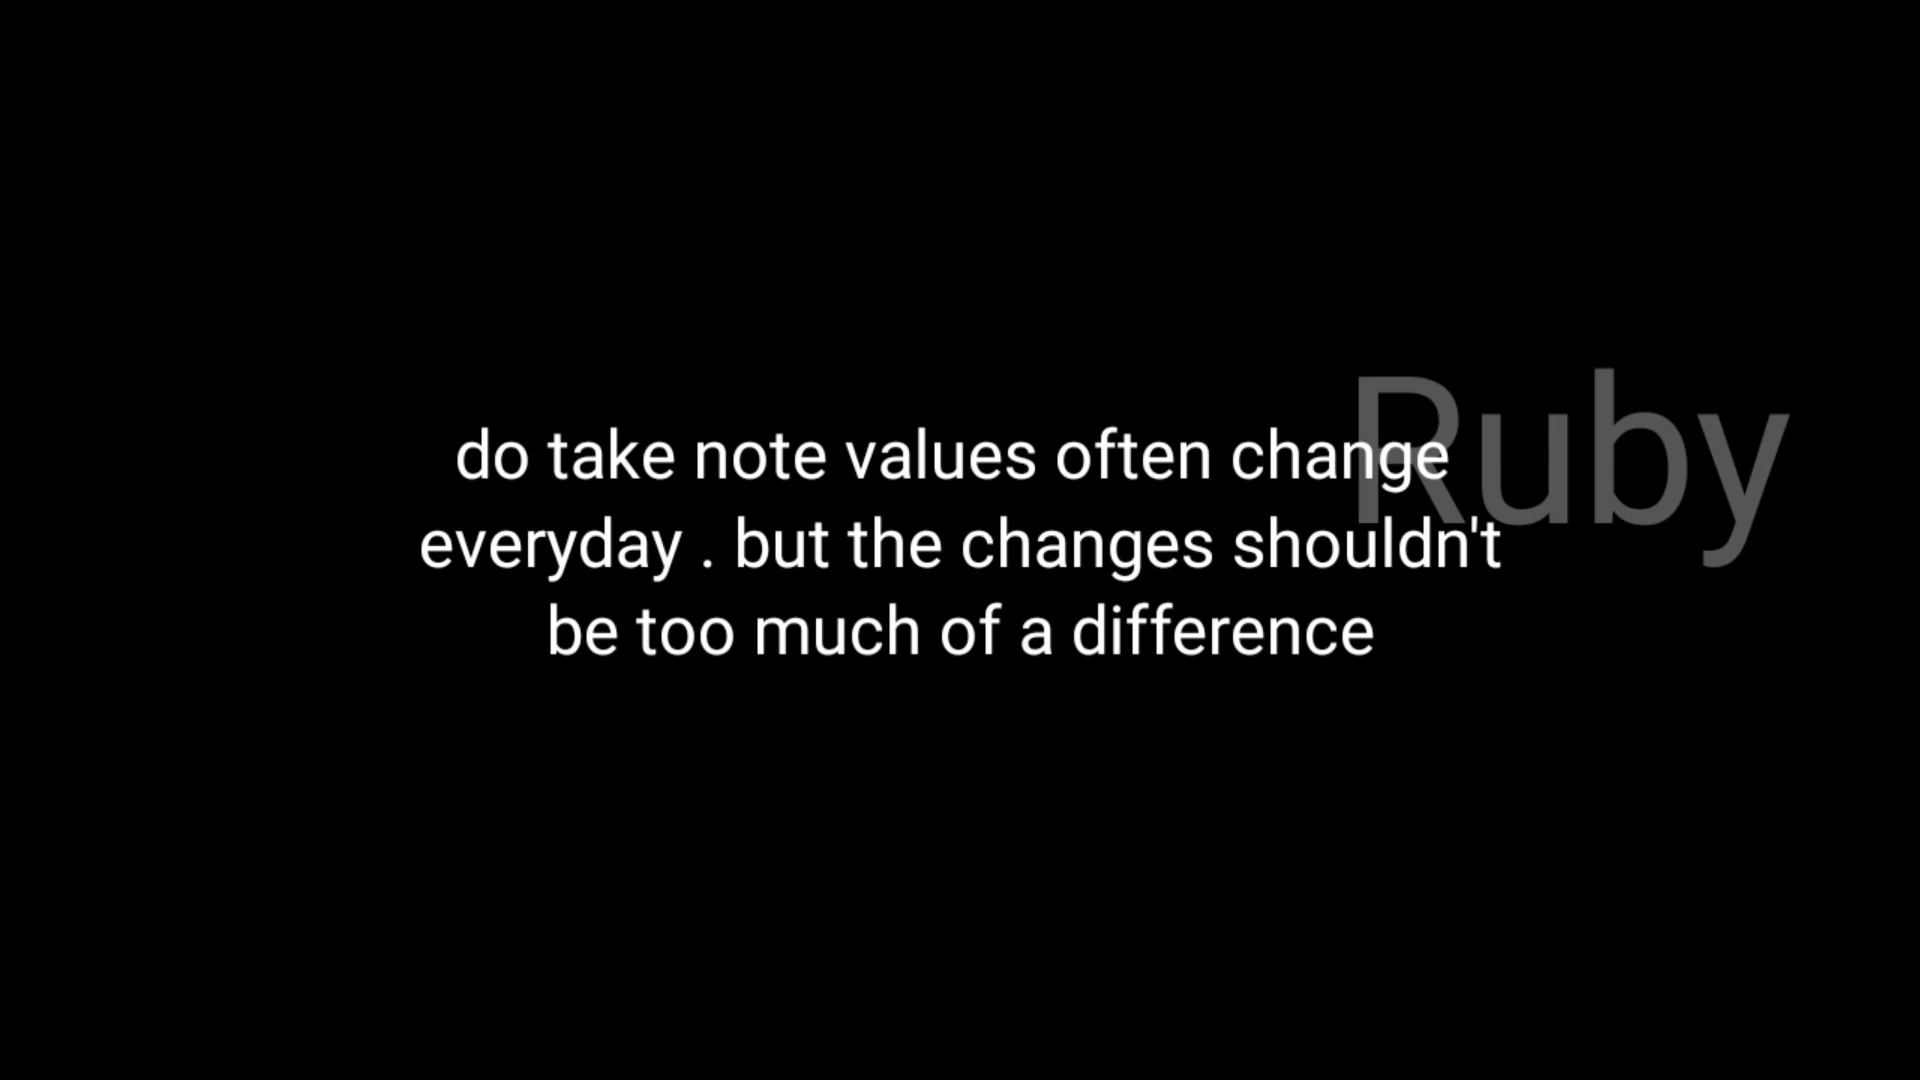 Ruby
do take note values often change
everyday . but the changes shouldn't
be too much of a difference